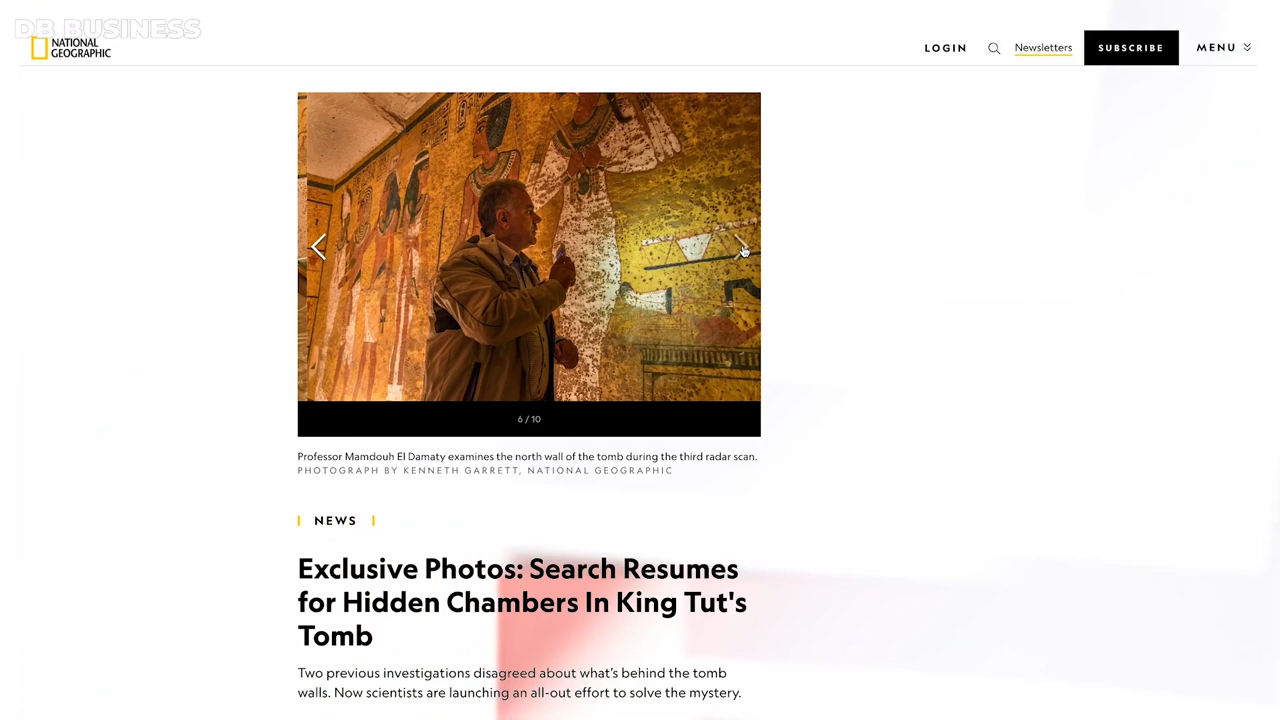 DB BUSINESS
NATIONAL
GEOGRAPHIC
LOGIN
Newsletters
SUBSCRIBE
MENU
6 / 10
Professor Mamdouh El Damaty examines the north wall of the tomb during the third radar scan.
PHOTOGRAPH BY KENNETH GARRETT, NATIONAL GEOGRAPHIC
NEWS
Exclusive Photos: Search Resumes
for Hidden Chambers In King Tut's
Tomb
Two previous investigations disagreed about what’s behind the tomb
walls. Now scientists are launching an all-out effort to solve the mystery.